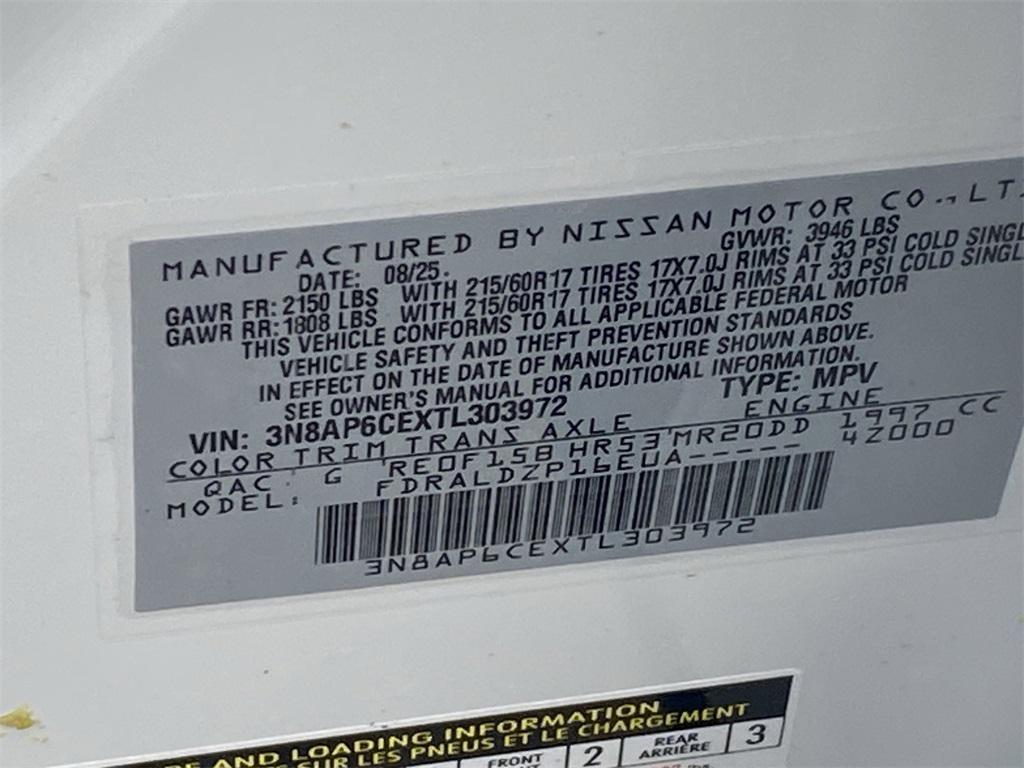 MANUFACTURED BY NISSAN MOTOR CO., LT
DATE: 08/25. GVWR: 3946 LBS
GAWR FR: 2150 LBS WITH 215/60R17 TIRES 17X7.0J RIMS AT 33 PSI COLD SINGL
GAWR RR: 1808 LBS WITH 215/60R17 TIRES 17X7.0J RIMS AT 33 PSI COLD SINGL
THIS VEHICLE CONFORMS TO ALL APPLICABLE FEDERAL MOTOR
VEHICLE SAFETY AND THEFT PREVENTION STANDARDS
IN EFFECT ON THE DATE OF MANUFACTURE SHOWN ABOVE.
SEE OWNER'S MANUAL FOR ADDITIONAL INFORMATION.
VIN: 3N8AP6CEXTL303972 TYPE: MPV
COLOR TRIM TRANS AXLE ENGINE
QAC G RE0F15B HR53 MR20DD 1997 CC
MODEL: FDRALDZP16EUA----- 4Z000
3N8AP6CEXTL303972
AND LOADING INFORMATION
SUR LES PNEUS ET LE CHARGEMENT
FRONT 2 REAR 3
ARRIÈRE